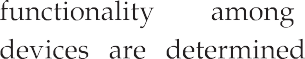 functionality among
devices are determined